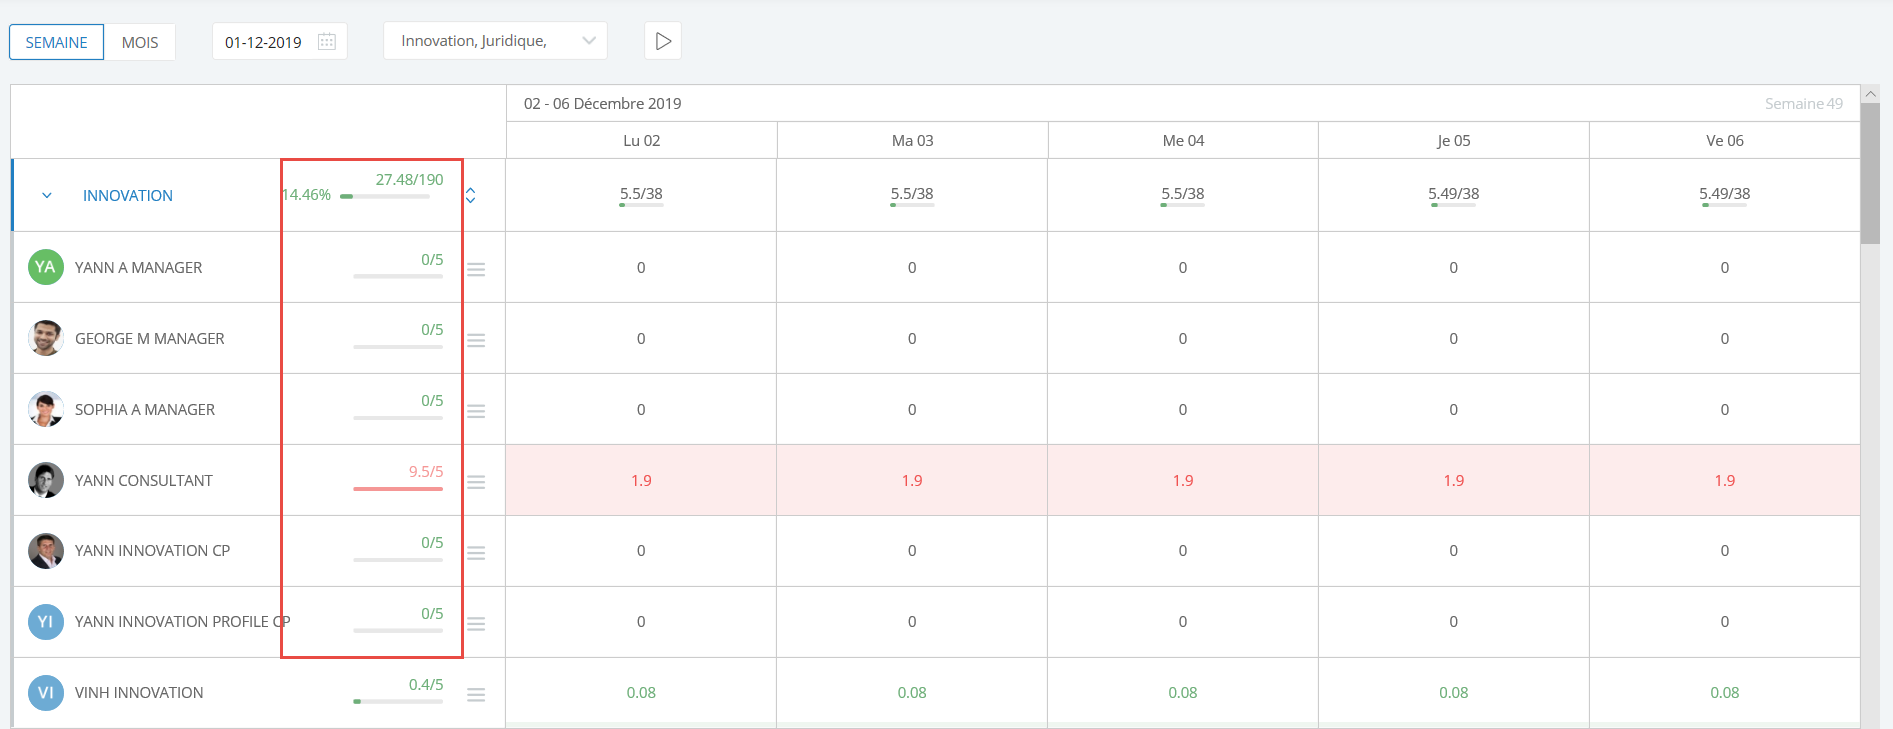 SEMAINE MOIS 01-12-2019 Innovation, Juridique,
02 - 06 Décembre 2019 Semaine 49
Lu 02 Ma 03 Me 04 Je 05 Ve 06
27.48/190
INNOVATION 14.46% 5.5/38 5.5/38 5.5/38 5.49/38 5.49/38
0/5
YA YANN A MANAGER 0 0 0 0 0
0/5
GEORGE M MANAGER 0 0 0 0 0
0/5
SOPHIA A MANAGER 0 0 0 0 0
9.5/5
YANN CONSULTANT 1.9 1.9 1.9 1.9 1.9
0/5
YANN INNOVATION CP 0 0 0 0 0
0/5
YI YANN INNOVATION PROFILE CP 0 0 0 0 0
0.4/5
VI VINH INNOVATION 0.08 0.08 0.08 0.08 0.08